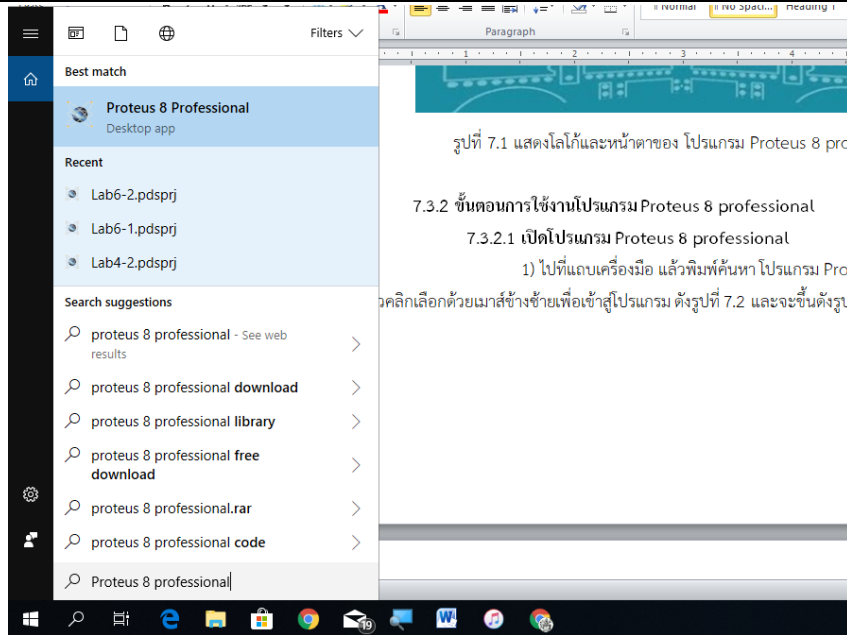 Filters
Best match
Proteus 8 Professional
Desktop app
Recent
Lab6-2.pdsprj
Lab6-1.pdsprj
Lab4-2.pdsprj
Search suggestions
proteus 8 professional - See web
results
proteus 8 professional download
proteus 8 professional library
proteus 8 professional free
download
proteus 8 professional.rar
proteus 8 professional code
Proteus 8 professional
19
Normal No Spaci... Heading 1
Paragraph
1 2 3 4
รูปที่ 7.1 แสดงโลโก้และหน้าตาของ โปรแกรม Proteus 8 pro
7.3.2 ขั้นตอนการใช้งานโปรแกรม Proteus 8 professional
7.3.2.1 เปิดโปรแกรม Proteus 8 professional
1) ไปที่แถบเครื่องมือ แล้วพิมพ์ค้นหา โปรแกรม Pro
วคลิกเลือกด้วยเมาส์ข้างซ้ายเพื่อเข้าสู่โปรแกรม ดังรูปที่ 7.2 และจะขึ้นดังรูป